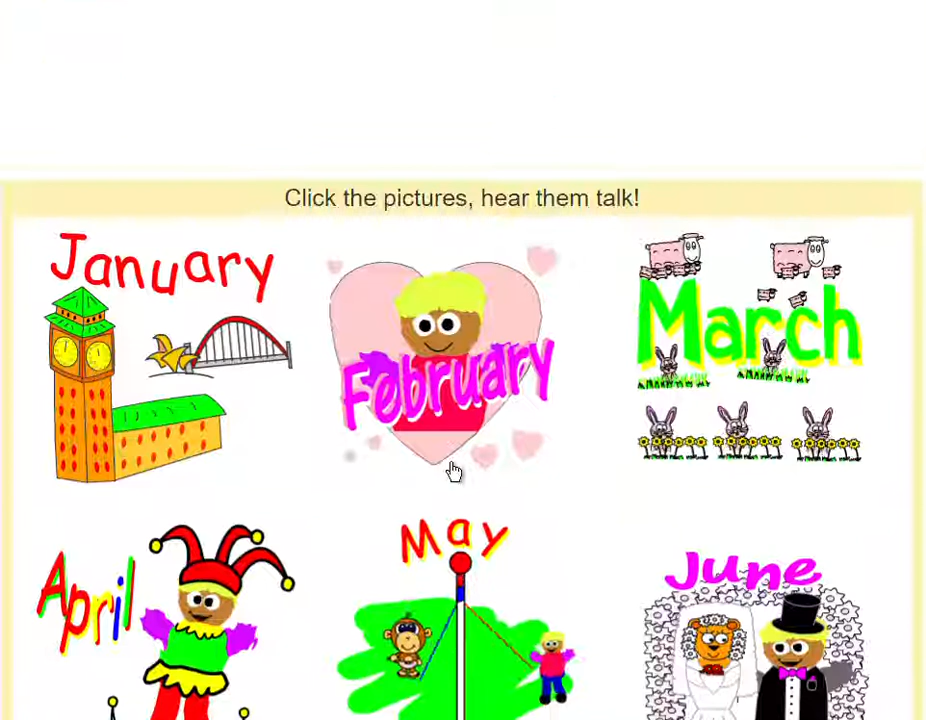 Click the pictures, hear them talk!
January
February
March
April
May
June